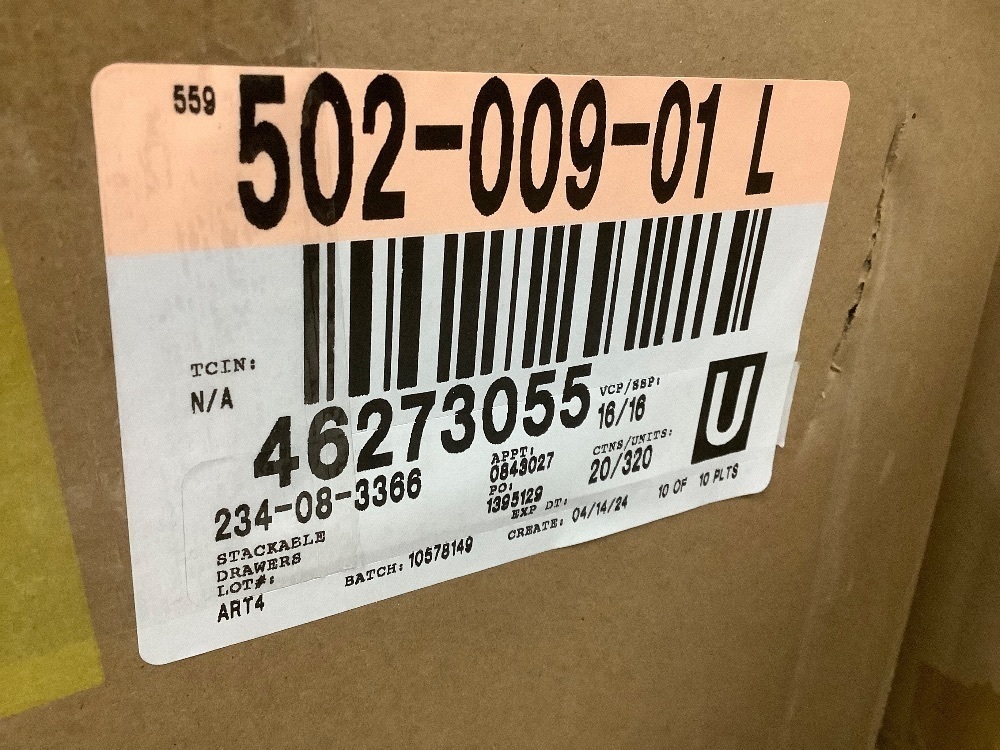 559 502-009-01 L
TCIN:
N/A
46273055
VCP/SSP:
16/16
U
234-08-3366
APPT:
0843027
CTNS/UNITS:
20/320
PO:
1395129
STACKABLE
DRAWERS
EXP DT:
10 OF 10 PLTS
LOT#:
ART4
BATCH: 10578149
CREATE: 04/14/24